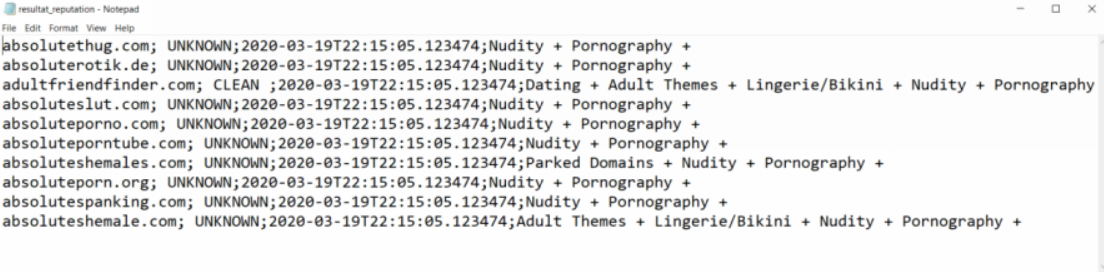 resultat_reputation - Notepad
File Edit Format View Help
absolutethug.com; UNKNOWN;2020-03-19T22:15:05.123474;Nudity + Pornography +
absoluterotik.de; UNKNOWN;2020-03-19T22:15:05.123474;Nudity + Pornography +
adultfriendfinder.com; CLEAN ;2020-03-19T22:15:05.123474;Dating + Adult Themes + Lingerie/Bikini + Nudity + Pornography
absoluteslut.com; UNKNOWN;2020-03-19T22:15:05.123474;Nudity + Pornography +
absoluteporno.com; UNKNOWN;2020-03-19T22:15:05.123474;Nudity + Pornography +
absoluteporntube.com; UNKNOWN;2020-03-19T22:15:05.123474;Nudity + Pornography +
absoluteshemales.com; UNKNOWN;2020-03-19T22:15:05.123474;Parked Domains + Nudity + Pornography +
absoluteporn.org; UNKNOWN;2020-03-19T22:15:05.123474;Nudity + Pornography +
absolutespanking.com; UNKNOWN;2020-03-19T22:15:05.123474;Nudity + Pornography +
absoluteshemale.com; UNKNOWN;2020-03-19T22:15:05.123474;Adult Themes + Lingerie/Bikini + Nudity + Pornography +